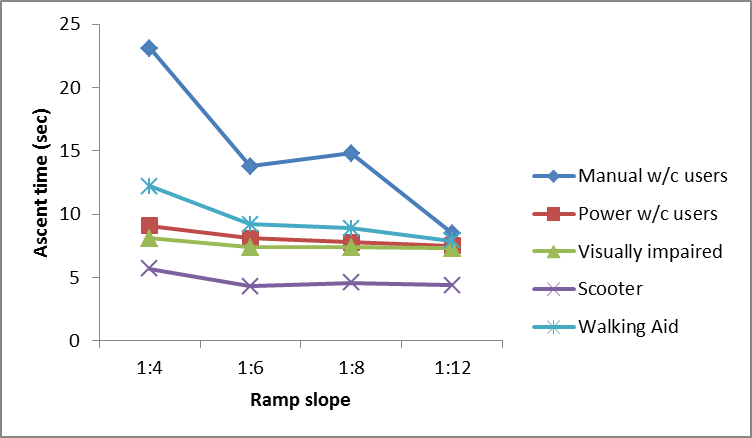 25
20
15
10
5
0
Ascent time (sec)
1:4 1:6 1:8 1:12
Ramp slope
Manual w/c users
Power w/c users
Visually impaired
Scooter
Walking Aid